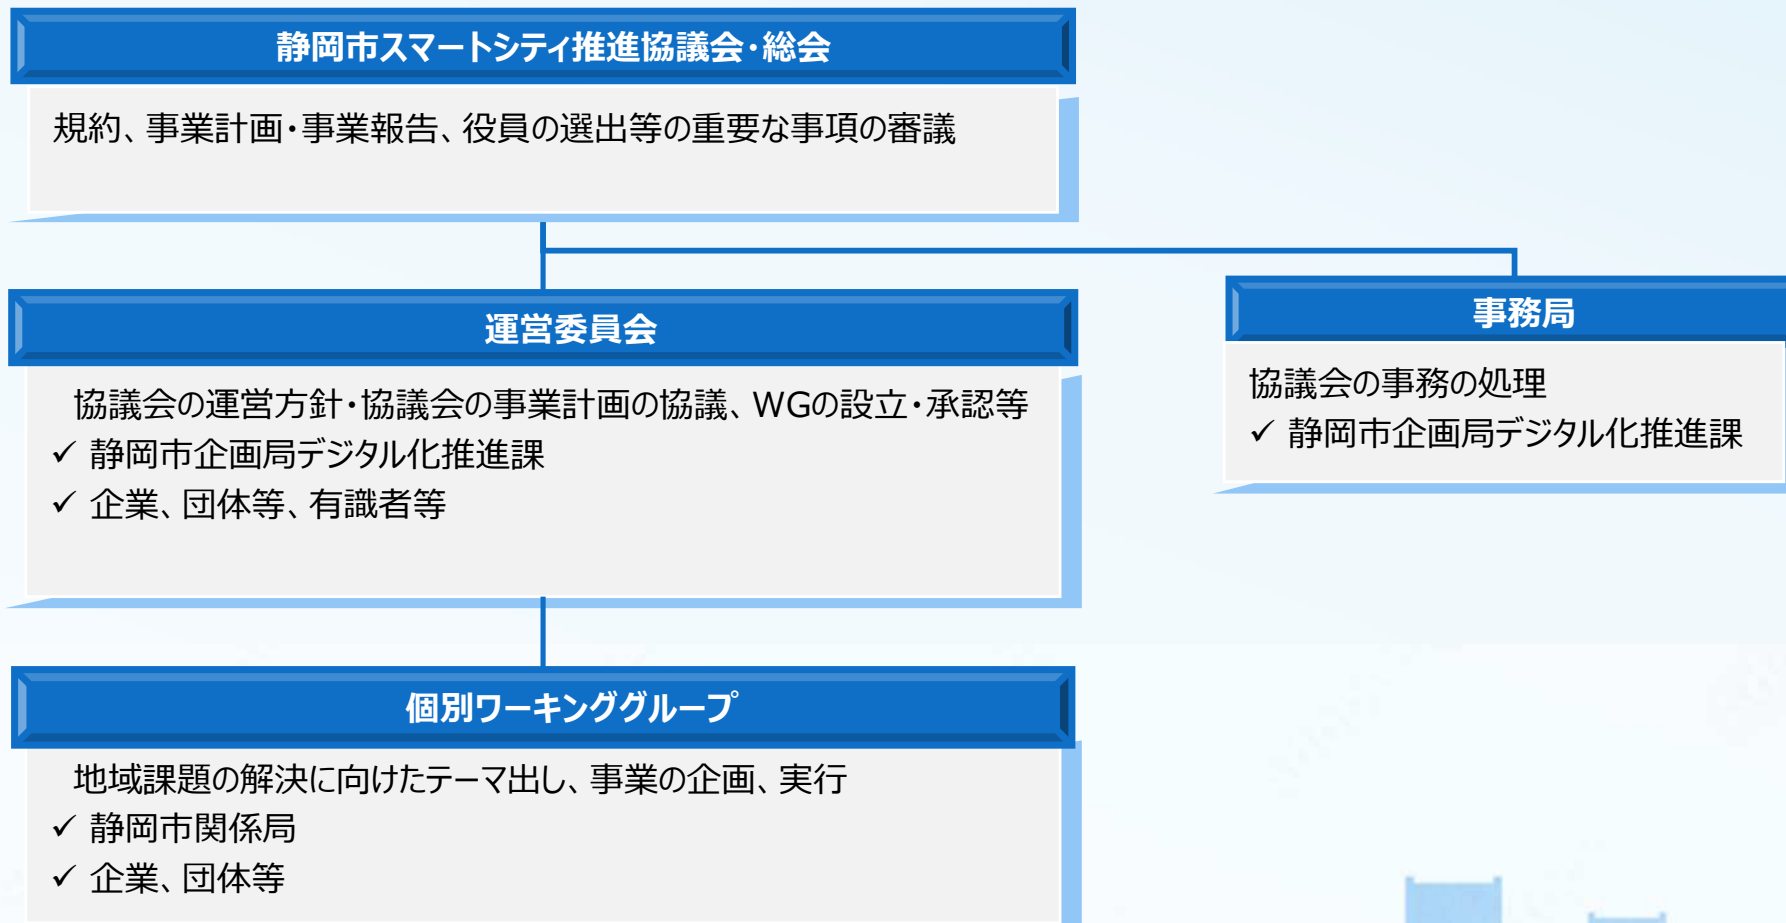 静岡市スマートシティ推進協議会・総会
規約、事業計画・事業報告、役員の選出等の重要な事項の審議
運営委員会
協議会の運営方針・協議会の事業計画の協議、WGの設立・承認等
✓ 静岡市企画局デジタル化推進課
✓ 企業、団体等、有識者等
事務局
協議会の事務の処理
✓ 静岡市企画局デジタル化推進課
個別ワーキンググループ
地域課題の解決に向けたテーマ出し、事業の企画、実行
✓ 静岡市関係局
✓ 企業、団体等